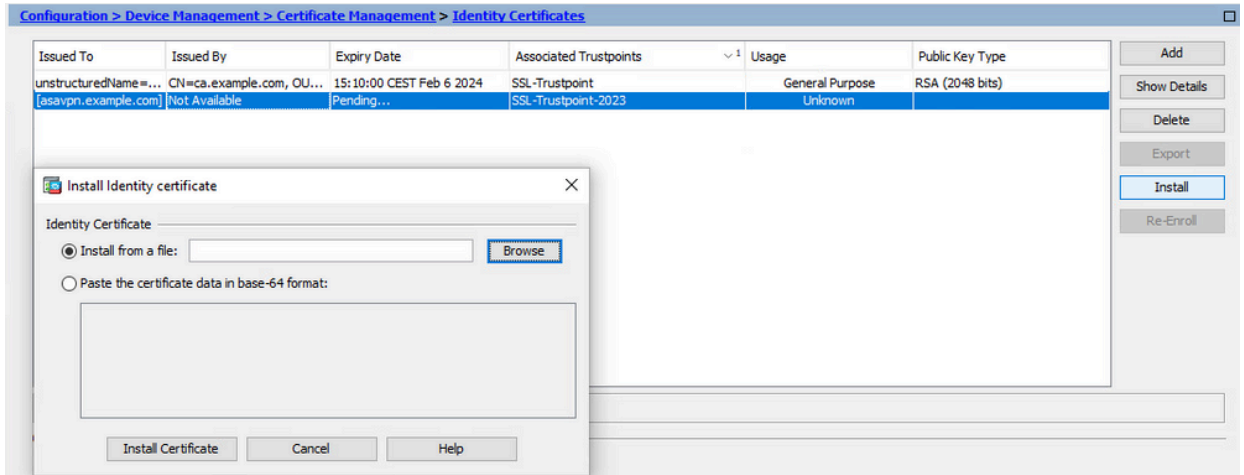 Configuration > Device Management > Certificate Management > Identity Certificates
Issued To Issued By Expiry Date Associated Trustpoints 1 Usage Public Key Type
unstructuredName=... CN=ca.example.com, OU... 15:10:00 CEST Feb 6 2024 SSL-Trustpoint General Purpose RSA (2048 bits)
[asavpn.example.com] Not Available Pending... SSL-Trustpoint-2023 Unknown
Add
Show Details
Delete
Export
Install
Re-Enroll
Install Identity certificate
Identity Certificate
Install from a file: Browse
Paste the certificate data in base-64 format:
Install Certificate Cancel Help